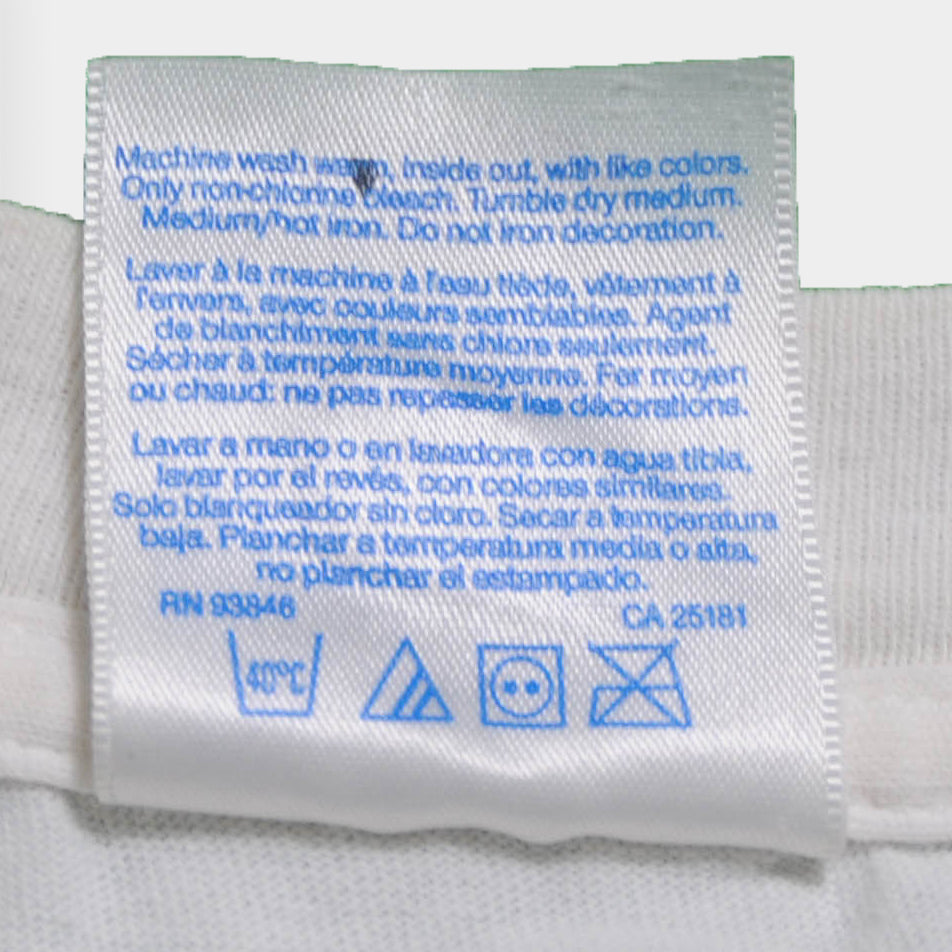 Machine wash warm, inside out, with like colors.
Only non-chlorine bleach. Tumble dry medium.
Medium/hot iron. Do not iron decoration.
Laver à la machine à l'eau tiède, vêtement à
l'envers, avec couleurs semblables. Agent
de blanchiment sans chlore seulement.
Sécher à température moyenne. Fer moyen
ou chaud: ne pas repasser les décorations.
Lavar a mano o en lavadora con agua tibia,
lavar por el revés, con colores similares.
Solo blanqueador sin cloro. Secar a temperatura
baja. Planchar a temperatura media o alta,
no planchar el estampado.
RN 93846 CA 25181
40°C